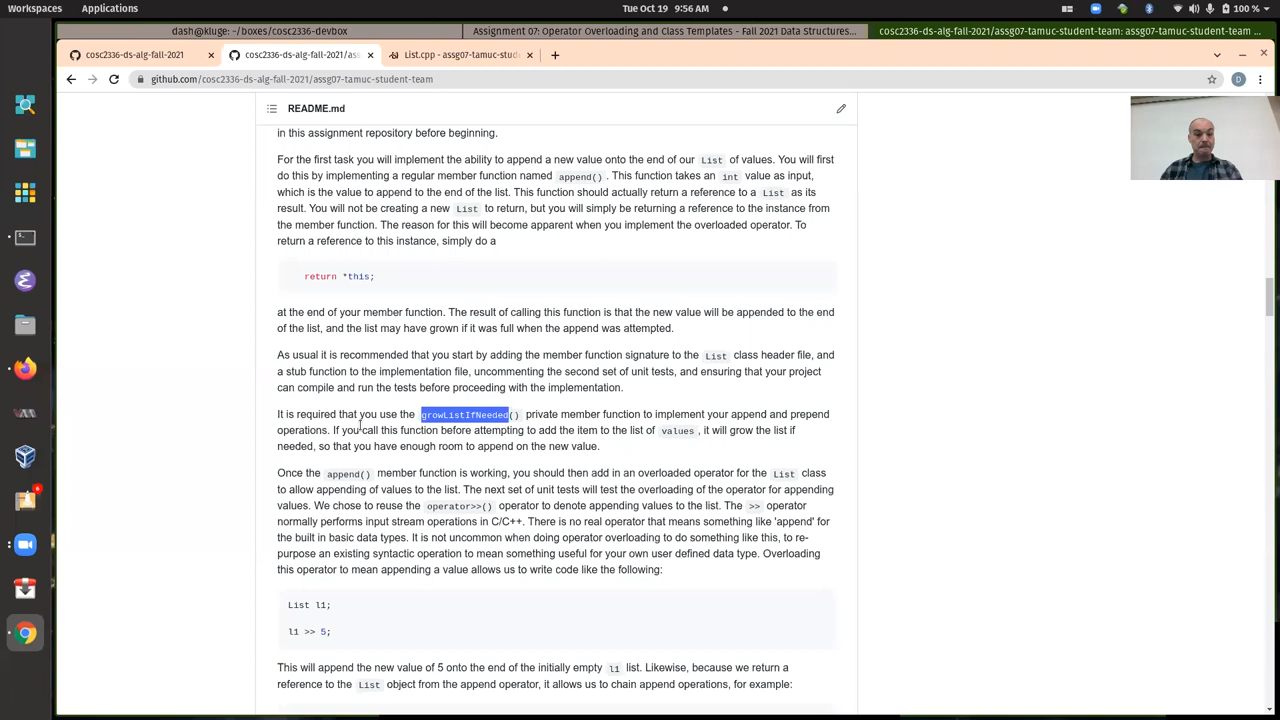 Workspaces Applications Tue Oct 19 9:56 AM 100 %
dash@kluge: ~/boxes/cosc2336-devbox Assignment 07: Operator Overloading and Class Templates - Fall 2021 Data Structures... cosc2336-ds-alg-fall-2021/assg07-tamuc-student-team: assg07-tamuc-student-team ...
cosc2336-ds-alg-fall-2021 cosc2336-ds-alg-fall-2021/ass List.cpp - assg07-tamuc-stude
github.com/cosc2336-ds-alg-fall-2021/assg07-tamuc-student-team
D
README.md
in this assignment repository before beginning.
For the first task you will implement the ability to append a new value onto the end of our List of values. You will first
do this by implementing a regular member function named append(). This function takes an int value as input,
which is the value to append to the end of the list. This function should actually return a reference to a List as its
result. You will not be creating a new List to return, but you will simply be returning a reference to the instance from
the member function. The reason for this will become apparent when you implement the overloaded operator. To
return a reference to this instance, simply do a
return *this;
at the end of your member function. The result of calling this function is that the new value will be appended to the end
of the list, and the list may have grown if it was full when the append was attempted.
As usual it is recommended that you start by adding the member function signature to the List class header file, and
a stub function to the implementation file, uncommenting the second set of unit tests, and ensuring that your project
can compile and run the tests before proceeding with the implementation.
It is required that you use the growListIfNeeded() private member function to implement your append and prepend
operations. If you call this function before attempting to add the item to the list of values, it will grow the list if
needed, so that you have enough room to append on the new value.
Once the append() member function is working, you should then add in an overloaded operator for the List class
to allow appending of values to the list. The next set of unit tests will test the overloading of the operator for appending
values. We chose to reuse the operator>>() operator to denote appending values to the list. The >> operator
normally performs input stream operations in C/C++. There is no real operator that means something like 'append' for
the built in basic data types. It is not uncommon when doing operator overloading to do something like this, to re-
purpose an existing syntactic operation to mean something useful for your own user defined data type. Overloading
this operator to mean appending a value allows us to write code like the following:
List l1;
l1 >> 5;
This will append the new value of 5 onto the end of the initially empty l1 list. Likewise, because we return a
reference to the List object from the append operator, it allows us to chain append operations, for example: